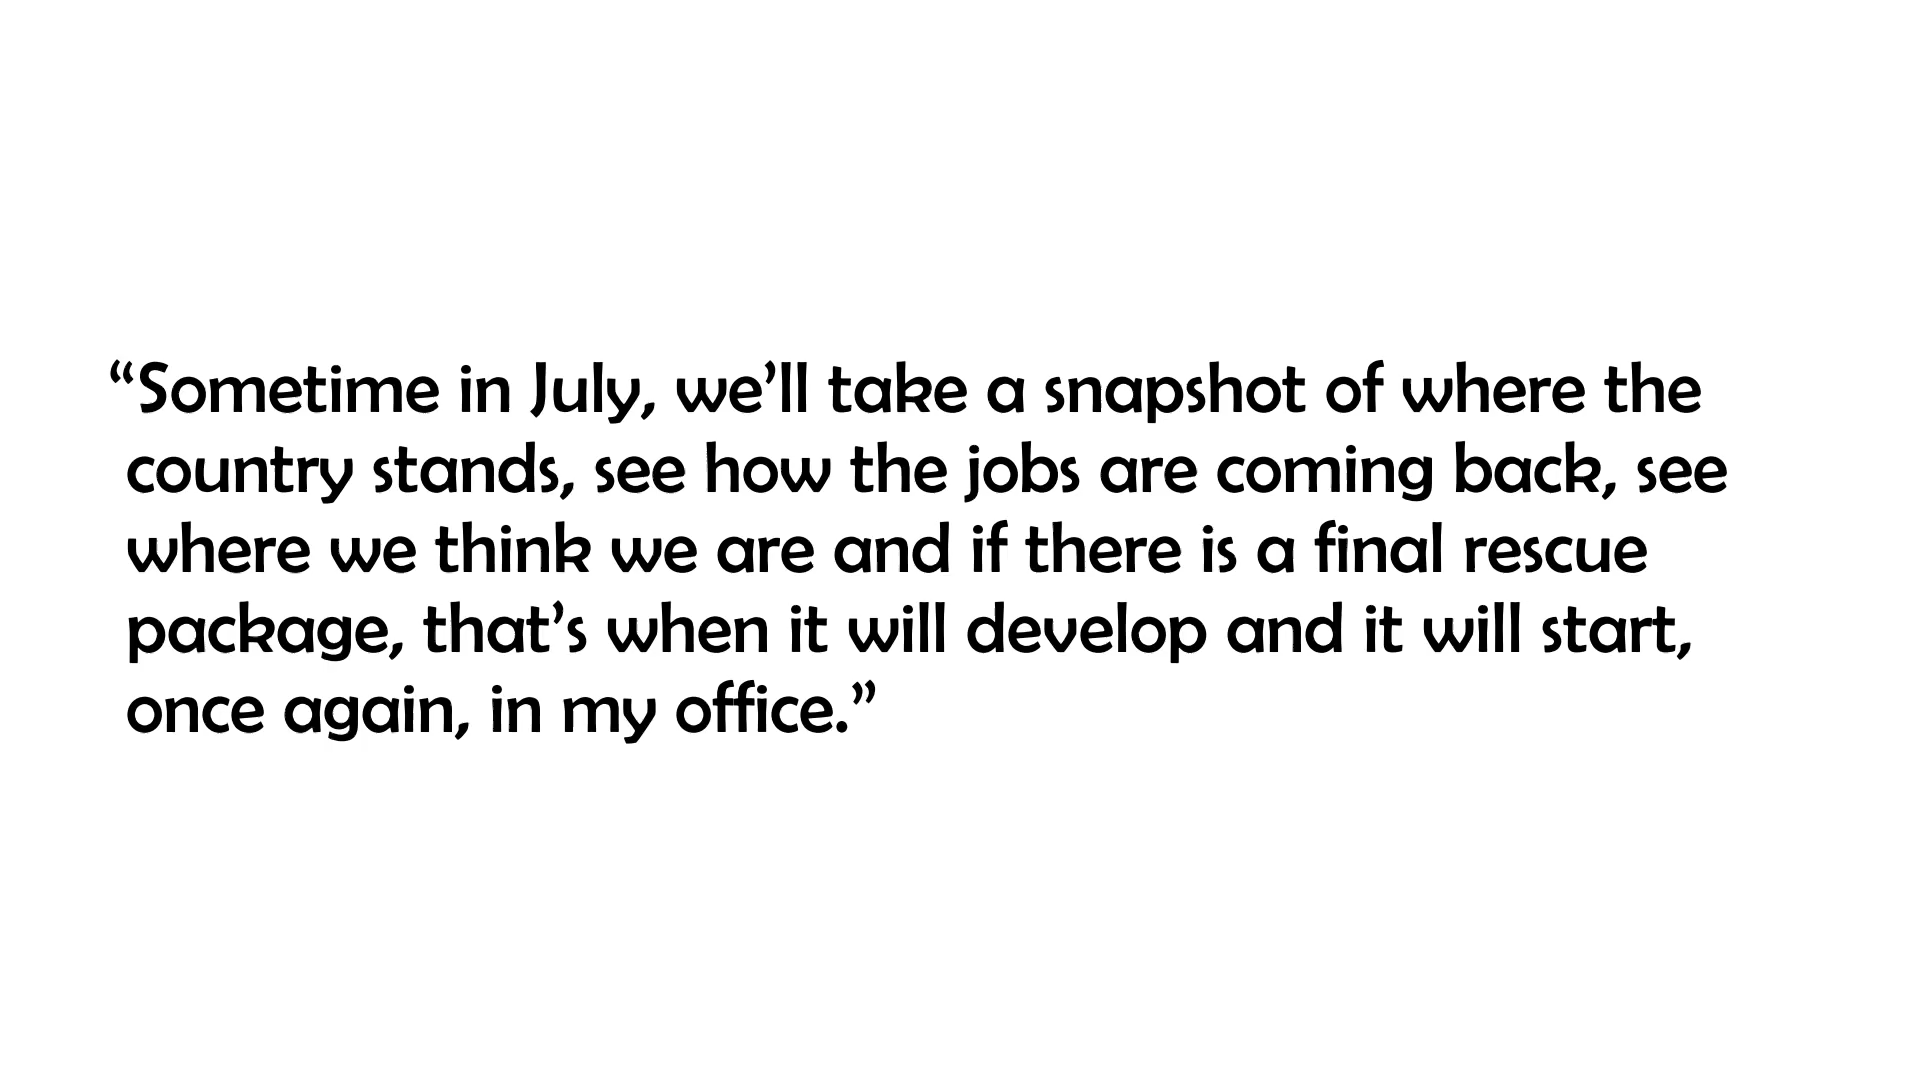 “Sometime in July, we’ll take a snapshot of where the
country stands, see how the jobs are coming back, see
where we think we are and if there is a final rescue
package, that’s when it will develop and it will start,
once again, in my office.”